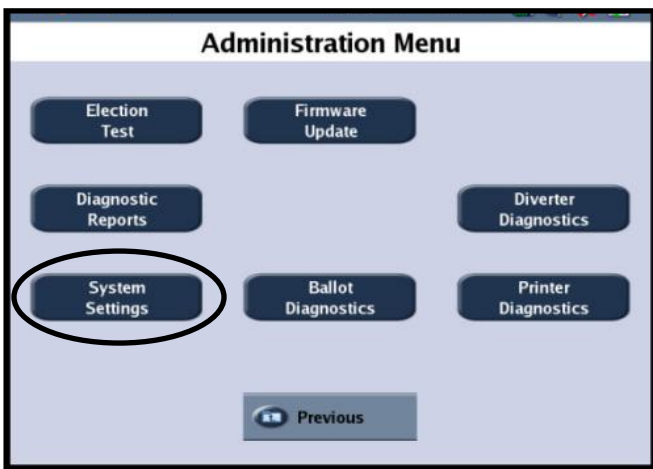 Administration Menu
Election
Test
Firmware
Update
Diagnostic
Reports
Diverter
Diagnostics
System
Settings
Ballot
Diagnostics
Printer
Diagnostics
Previous